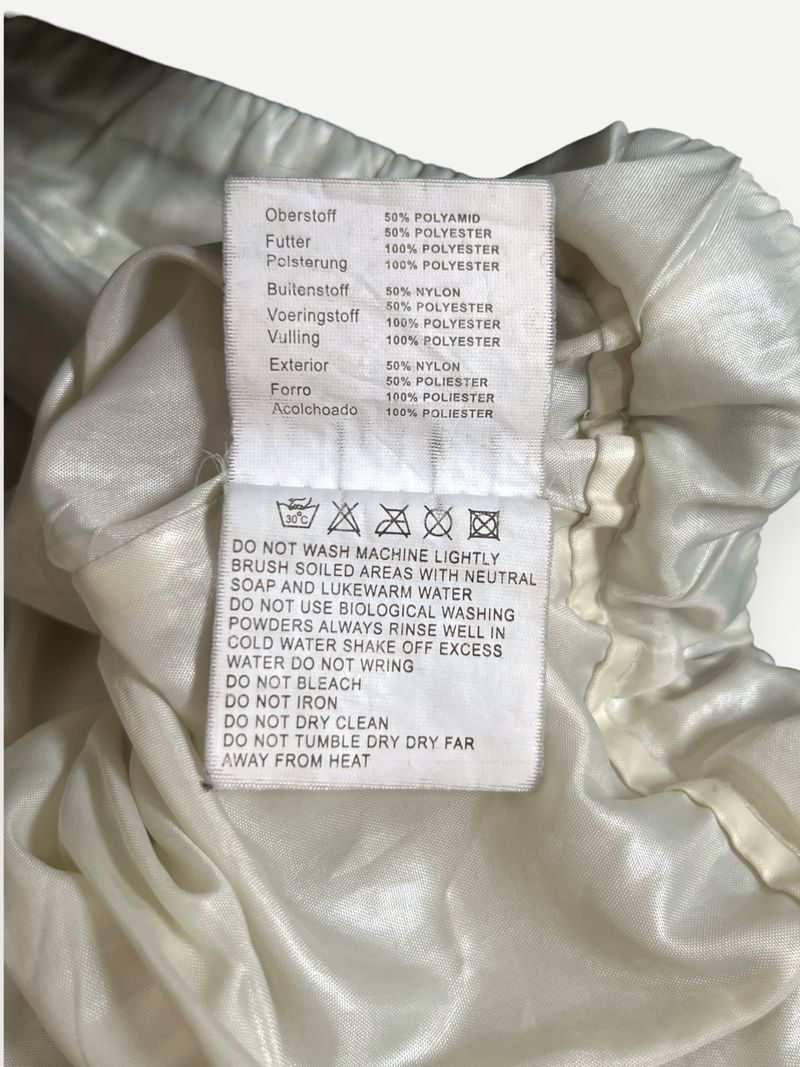 Oberstoff 50% POLYAMID
50% POLYESTER
Futter 100% POLYESTER
Polsterung 100% POLYESTER
Buitenstoff 50% NYLON
50% POLYESTER
Voeringstoff 100% POLYESTER
Vulling 100% POLYESTER
Exterior 50% NYLON
50% POLIESTER
Forro 100% POLIESTER
Acolchoado 100% POLIESTER
30°C
DO NOT WASH MACHINE LIGHTLY
BRUSH SOILED AREAS WITH NEUTRAL
SOAP AND LUKEWARM WATER
DO NOT USE BIOLOGICAL WASHING
POWDERS ALWAYS RINSE WELL IN
COLD WATER SHAKE OFF EXCESS
WATER DO NOT WRING
DO NOT BLEACH
DO NOT IRON
DO NOT DRY CLEAN
DO NOT TUMBLE DRY DRY FAR
AWAY FROM HEAT